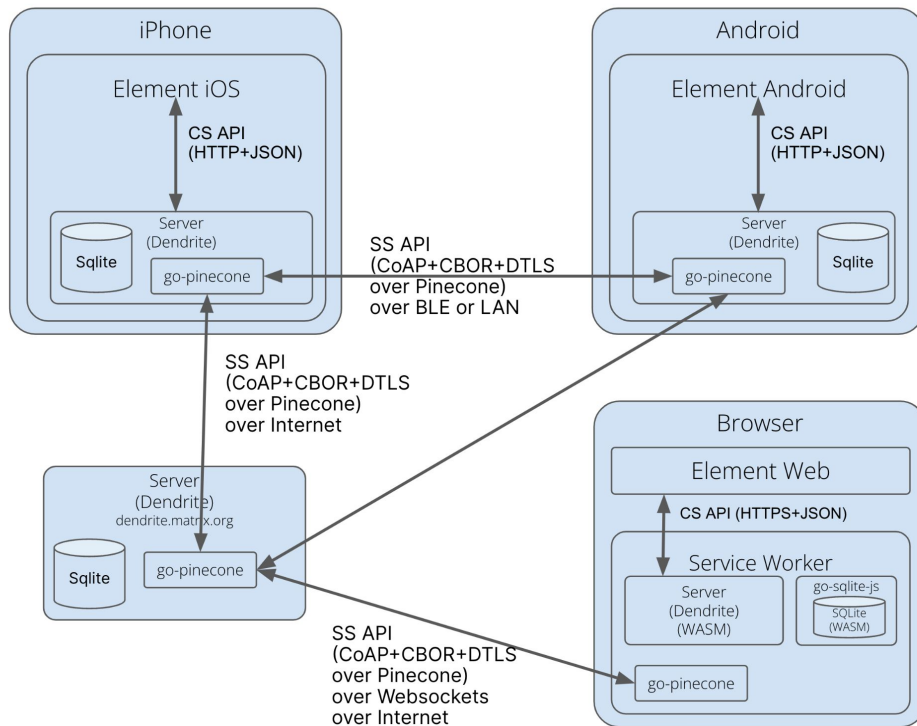 iPhone
Element iOS
CS API
(HTTP+JSON)
Server
(Dendrite)
Sqlite
go-pinecone
SS API
(CoAP+CBOR+DTLS
over Pinecone)
over BLE or LAN
Android
Element Android
CS API
(HTTP+JSON)
Server
(Dendrite)
go-pinecone
Sqlite
SS API
(CoAP+CBOR+DTLS
over Pinecone)
over Internet
Server
(Dendrite)
dendrite.matrix.org
Sqlite
go-pinecone
SS API
(CoAP+CBOR+DTLS
over Pinecone)
over Websockets
over Internet
Browser
Element Web
CS API (HTTPS+JSON)
Service Worker
Server
(Dendrite)
(WASM)
go-sqlite-js
SQLite
(WASM)
go-pinecone